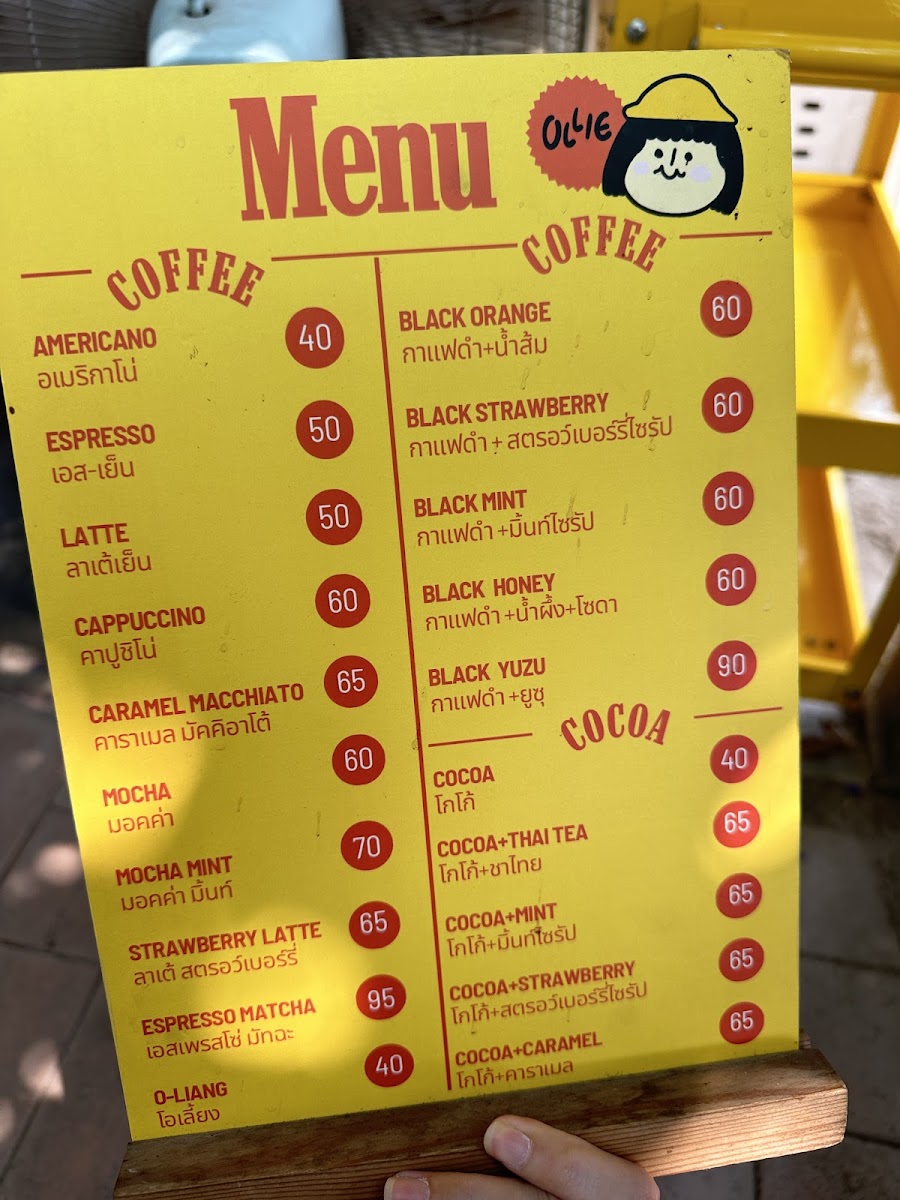 Menu
OLLIE
COFFEE
AMERICANO 40
อเมริกาโน่
ESPRESSO 50
เอส-เย็น
LATTE 50
ลาเต้เย็น
CAPPUCCINO 60
คาปูชิโน่
CARAMEL MACCHIATO 65
คาราเมล มัคคิอาโต้
MOCHA 60
มอคค่า
MOCHA MINT 70
มอคค่า มิ้นท์
STRAWBERRY LATTE 65
ลาเต้ สตรอว์เบอร์รี่
ESPRESSO MATCHA 95
เอสเพรสโซ่ มัทฉะ
O-LIANG 40
โอเลี้ยง
COFFEE
BLACK ORANGE 60
กาแฟดำ+น้ำส้ม
BLACK STRAWBERRY 60
กาแฟดำ + สตรอว์เบอร์รี่ไซรัป
BLACK MINT 60
กาแฟดำ +มิ้นท์ไซรัป
BLACK HONEY 60
กาแฟดำ +น้ำผึ้ง+โซดา
BLACK YUZU 90
กาแฟดำ +ยูซุ
COCOA
COCOA 40
โกโก้
COCOA+THAI TEA 65
โกโก้+ชาไทย
COCOA+MINT 65
โกโก้+มิ้นท์ไซรัป
COCOA+STRAWBERRY 65
โกโก้+สตรอว์เบอร์รี่ไซรัป
COCOA+CARAMEL 65
โกโก้+คาราเมล